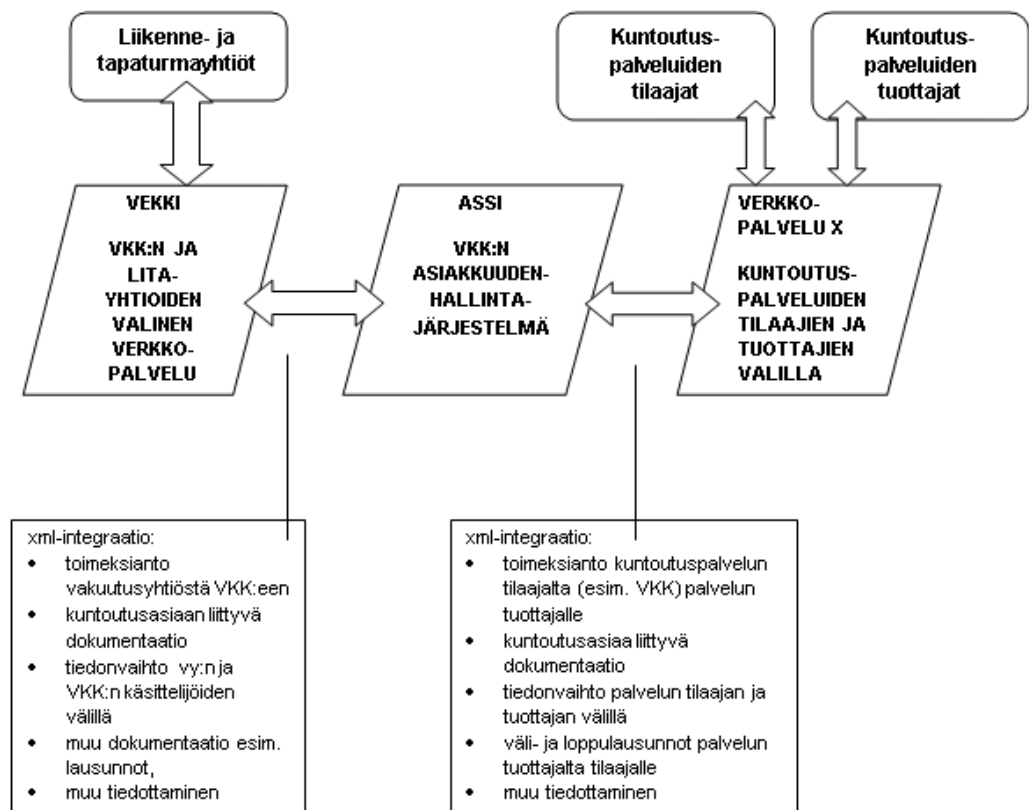 Liikenne- ja
tapaturmayhtiöt
Kuntoutus-
palveluiden
tilaajat
Kuntoutus-
palveluiden
tuottajat
VEKKI
VKK:N JA
LITA-
YHTIOIDEN
VALINEN
VERKKO-
PALVELU
ASSI
VKK:N
ASIAKKUUDEN-
HALLINTA-
JÄRJESTELMÄ
VERKKO-
PALVELU X
KUNTOUTUS-
PALVELUIDEN
TILAAJIEN JA
TUOTTAJIEN
VALILLA
xml-integraatio:
• toimeksianto
vakuutusyhtiöstä VKK:een
• kuntoutusasiaan liittyvä
dokumentaatio
• tiedonvaihto vy:n ja
VKK:n käsittelijöiden
välillä
• muu dokumentaatio esim.
lausunnot,
• muu tiedottaminen
xml-integraatio:
• toimeksianto kuntoutuspalvelun
tilaajalta (esim. VKK) palvelun
tuottajalle
• kuntoutusasiaa liittyvä
dokumentaatio
• tiedonvaihto palvelun tilaajan ja
tuottajan välillä
• väli- ja loppulausunnot palvelun
tuottajalta tilaajalle
• muu tiedottaminen